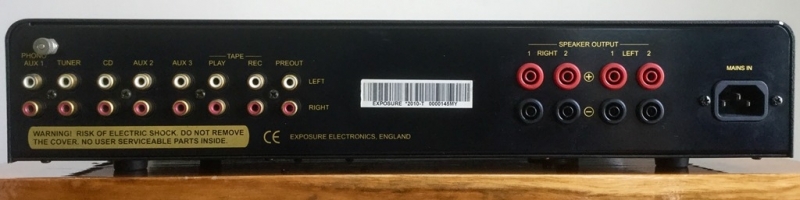 TAPE
PHONO
AUX 1 TUNER CD AUX 2 AUX 3 PLAY REC PREOUT
LEFT
RIGHT
WARNING! RISK OF ELECTRIC SHOCK. DO NOT REMOVE
THE COVER. NO USER SERVICEABLE PARTS INSIDE.
CE EXPOSURE ELECTRONICS, ENGLAND
EXPOSURE *2010-T 9000145MY
SPEAKER OUTPUT
1 RIGHT 2 1 LEFT 2
+
−
MAINS IN